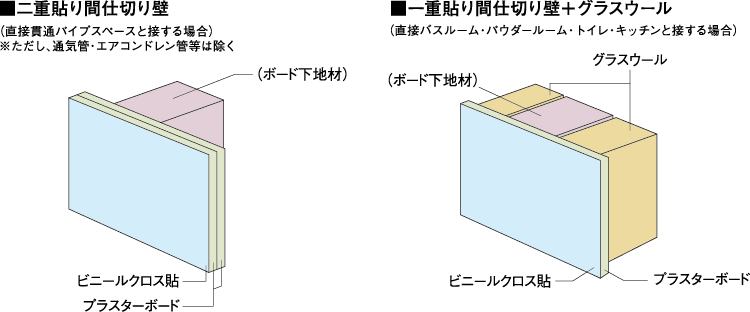 ■二重貼り間仕切り壁
（直接貫通パイプスペースと接する場合）
※ただし、通気管・エアコンドレン管等は除く
（ボード下地材）
ビニールクロス貼
プラスターボード
■一重貼り間仕切り壁＋グラスウール
（直接バスルーム・パウダールーム・トイレ・キッチンと接する場合）
グラスウール
（ボード下地材）
ビニールクロス貼
プラスターボード